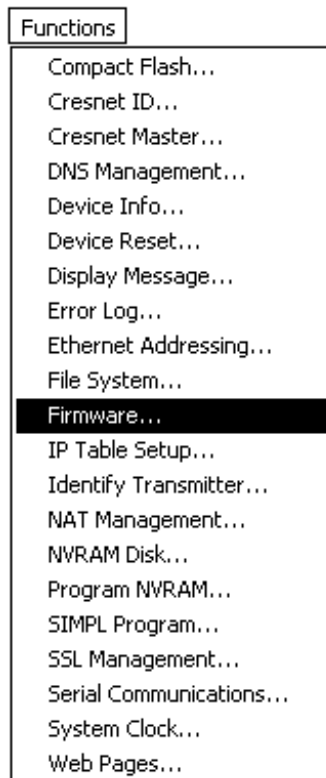 Functions
Compact Flash...
Cresnet ID...
Cresnet Master...
DNS Management...
Device Info...
Device Reset...
Display Message...
Error Log...
Ethernet Addressing...
File System...
Firmware...
IP Table Setup...
Identify Transmitter...
NAT Management...
NVRAM Disk...
Program NVRAM...
SIMPL Program...
SSL Management...
Serial Communications...
System Clock...
Web Pages...